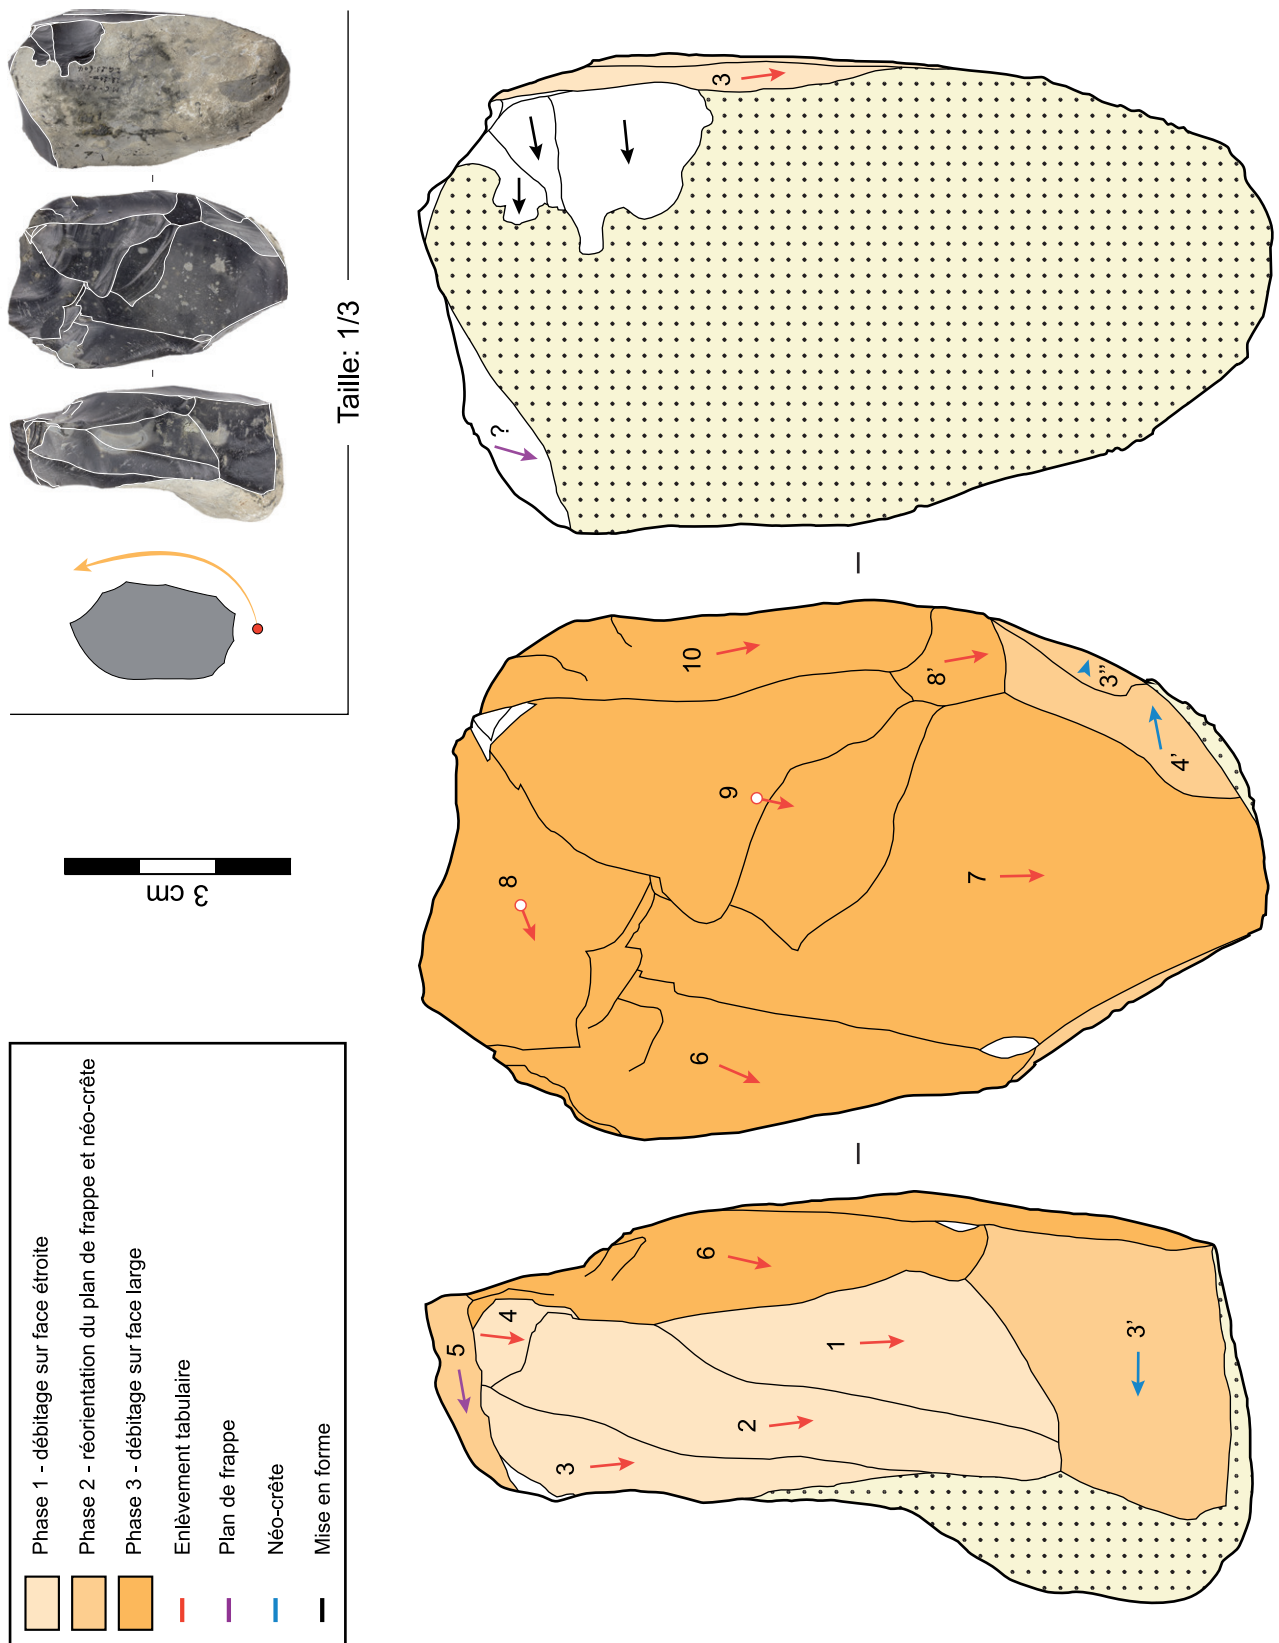 Taille: 1/3
3 cm
Phase 1 - débitage sur face étroite
Phase 2 - réorientation du plan de frappe et néo-crête
Phase 3 - débitage sur face large
Enlèvement tabulaire
Plan de frappe
Néo-crête
Mise en forme
3
?
10
8'
3''
4'
9
8
7
6
6
5
4
1
2
3
3'